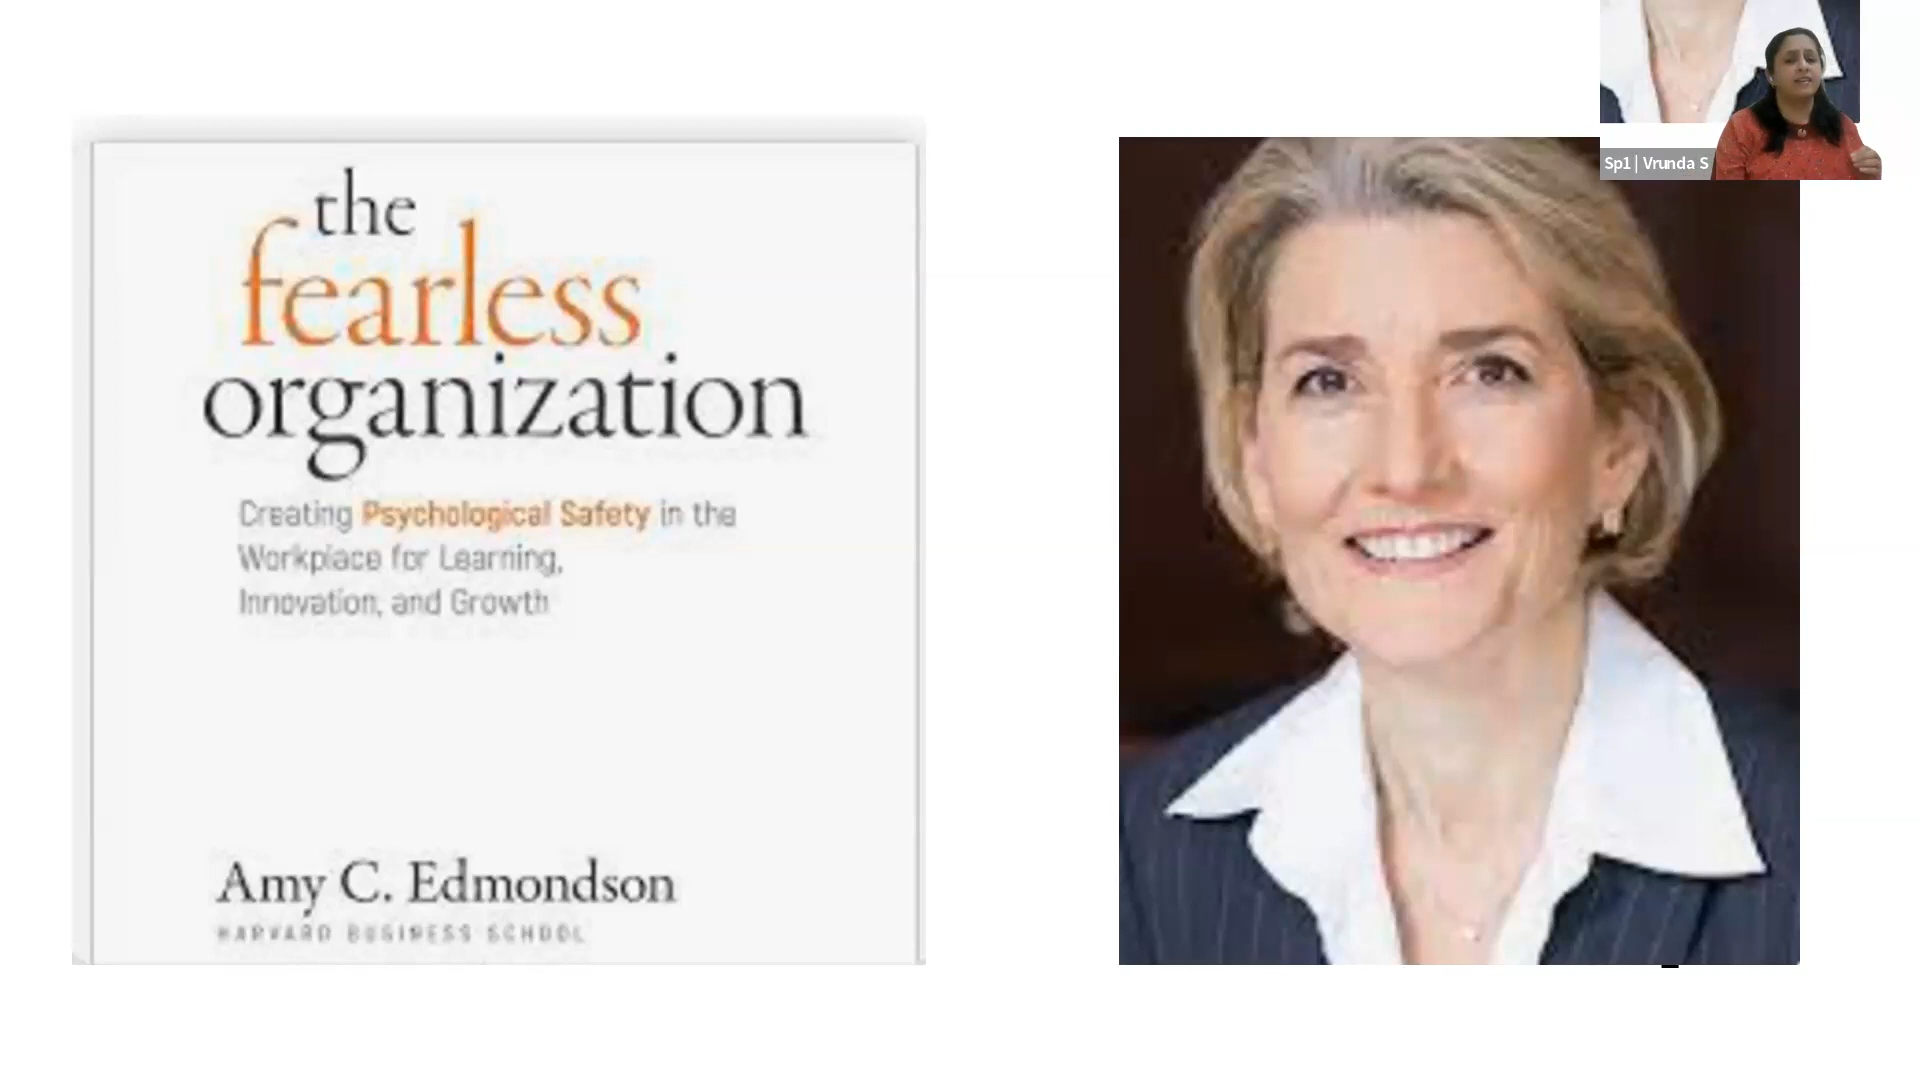 the
fearless
organization
Creating Psychological Safety in the
Workplace for Learning,
Innovation, and Growth
Amy C. Edmondson
HARVARD BUSINESS SCHOOL
Sp1 | Vrunda S